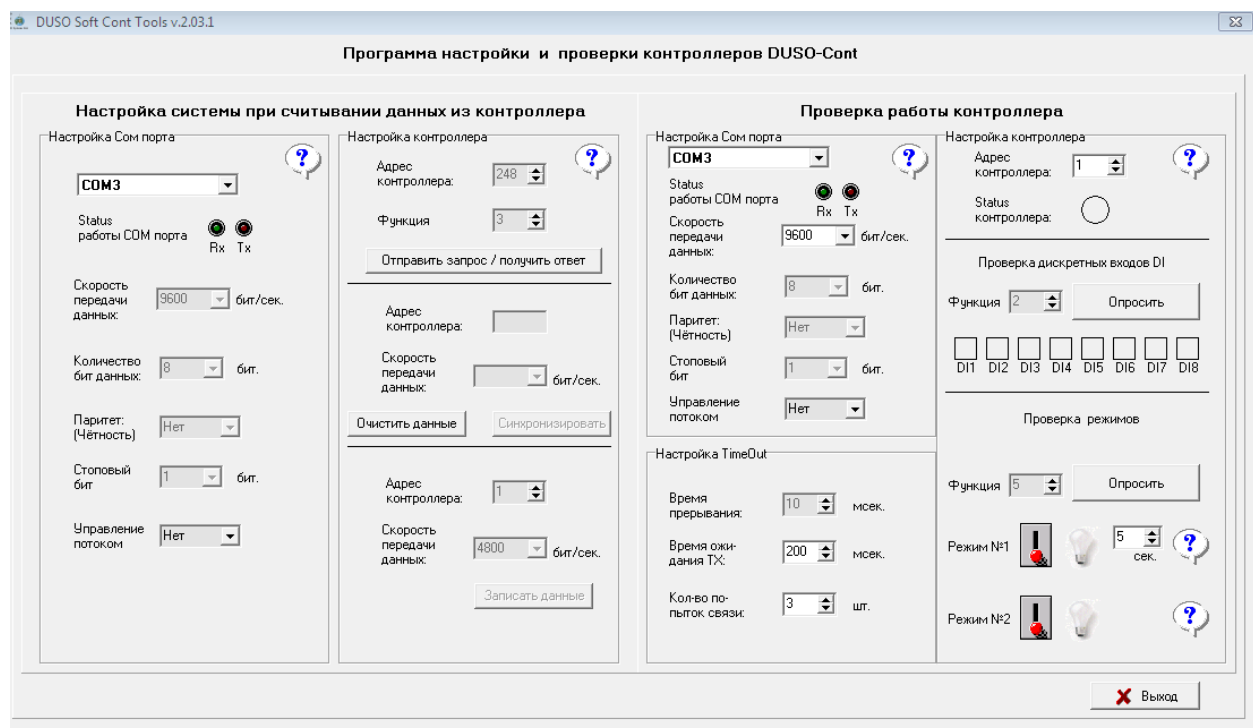 DUSO Soft Cont Tools v.2.03.1
Программа настройки и проверки контроллеров DUSO-Cont
Настройка системы при считывании данных из контроллера
Настройка Com порта
?
COM3
Status
работы COM порта
Rx Tx
Скорость
передачи
данных:
9600
бит/сек.
Количество
бит данных:
8
бит.
Паритет:
(Чётность)
Нет
Стоповый
бит
1
бит.
Управление
потоком
Нет
Настройка контроллера
?
Адрес
контроллера:
248
Функция
3
Отправить запрос / получить ответ
Адрес
контроллера:
Скорость
передачи
данных:
бит/сек.
Очистить данные
Синхронизировать
Адрес
контроллера:
1
Скорость
передачи
данных:
4800
бит/сек.
Записать данные
Проверка работы контроллера
Настройка Com порта
COM3
?
Status
работы COM порта
Rx Tx
Скорость
передачи
данных:
9600
бит/сек.
Количество
бит данных:
8
бит.
Паритет:
(Чётность)
Нет
Стоповый
бит
1
бит.
Управление
потоком
Нет
Настройка TimeOut
Время
прерывания:
10
мсек.
Время ожи-
дания TX:
200
мсек.
Кол-во по-
пыток связи:
3
шт.
Настройка контроллера
Адрес
контроллера:
1
?
Status
контроллера:
Проверка дискретных входов DI
Функция
2
Опросить
DI1 DI2 DI3 DI4 DI5 DI6 DI7 DI8
Проверка режимов
Функция
5
Опросить
Режим №1
5
сек.
?
Режим №2
?
Выход